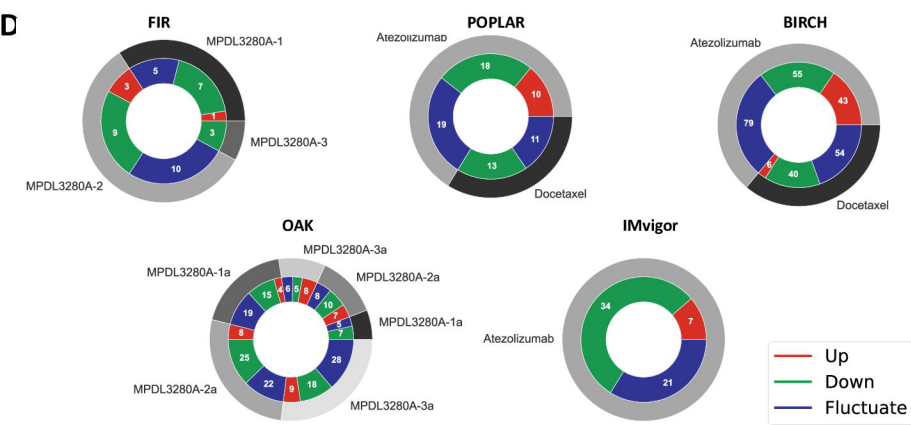 D
FIR
POPLAR
BIRCH
MPDL3280A-1
Atezolizumab
Atezolizumab
5
7
3
1
3
9
10
MPDL3280A-3
MPDL3280A-2
18
10
19
11
13
Docetaxel
55
43
79
54
6
40
Docetaxel
OAK
IMvigor
MPDL3280A-3a
MPDL3280A-1a
MPDL3280A-2a
MPDL3280A-1a
MPDL3280A-2a
MPDL3280A-3a
15
4
6
5
8
8
10
7
5
7
19
8
25
22
9
18
28
Atezolizumab
34
7
21
Up
Down
Fluctuate